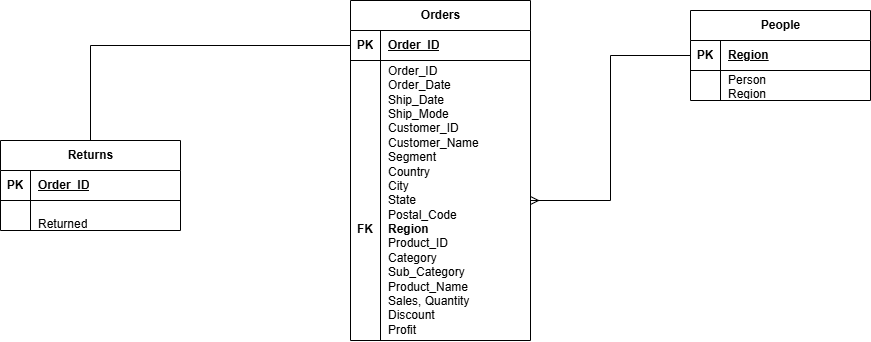 Orders
PK Order_ID
Order_ID
Order_Date
Ship_Date
Ship_Mode
Customer_ID
Customer_Name
Segment
Country
City
State
Postal_Code
FK Region
Product_ID
Category
Sub_Category
Product_Name
Sales, Quantity
Discount
Profit
People
PK Region
Person
Region
Returns
PK Order_ID
Returned